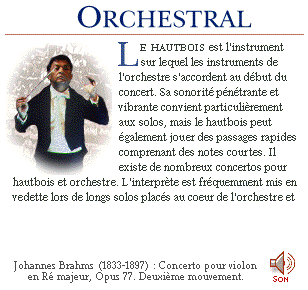 ORCHESTRAL
LE HAUTBOIS est l'instrument
sur lequel les instruments de
l'orchestre s'accordent au début du
concert. Sa sonorité pénétrante et
vibrante convient particulièrement
aux solos, mais le hautbois peut
également jouer des passages rapides
comprenant des notes courtes. Il
existe de nombreux concertos pour
hautbois et orchestre. L'interprète est fréquemment mis en
vedette lors de longs solos placés au coeur de l'orchestre et
Johannes Brahms (1833-1897) : Concerto pour violon
en Ré majeur, Opus 77. Deuxième mouvement.
SON